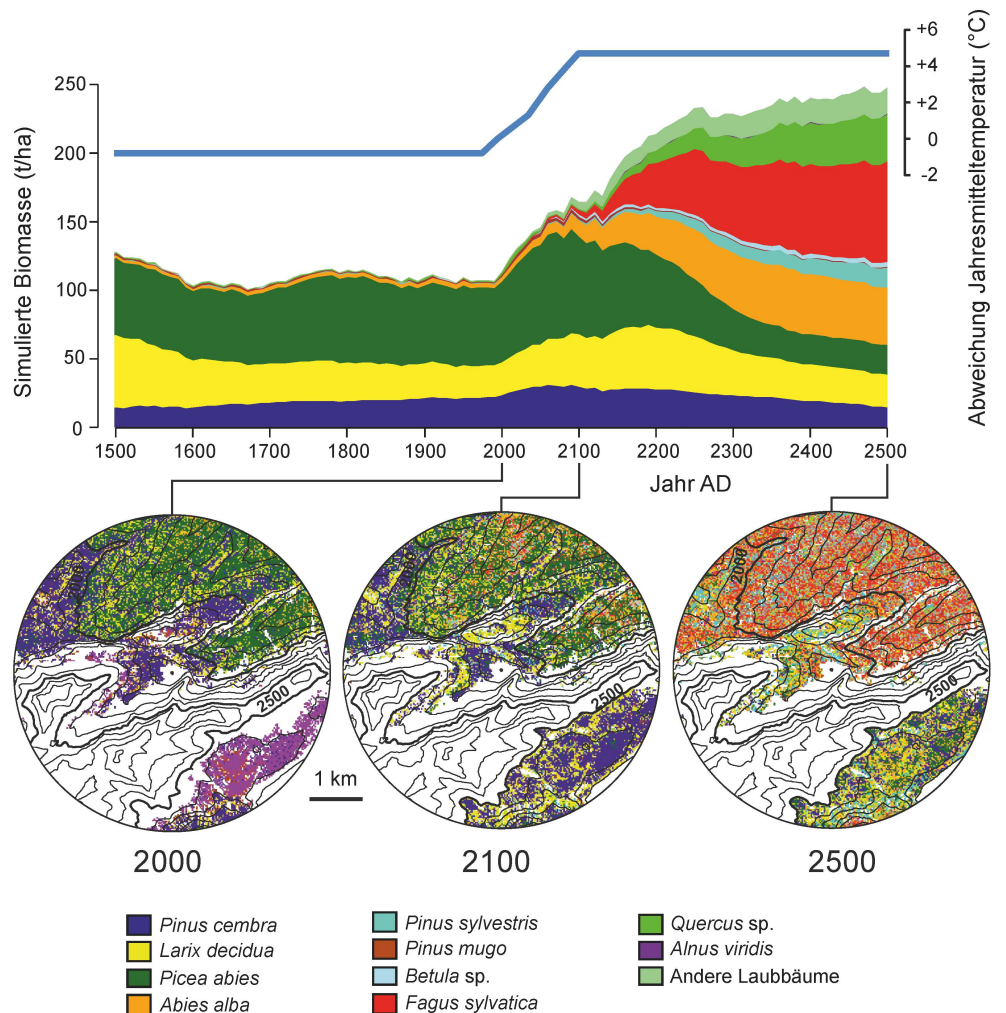 +6
+4
+2
0
-2
Abweichung Jahresmitteltemperatur (°C)
250
200
150
100
50
0
Simulierte Biomasse (t/ha)
1500 1600 1700 1800 1900 2000 2100 2200 2300 2400 2500
Jahr AD
2000
2500
2500
2000
2500
1 km
2000 2100 2500
Pinus cembra
Larix decidua
Picea abies
Abies alba
Pinus sylvestris
Pinus mugo
Betula sp.
Fagus sylvatica
Quercus sp.
Alnus viridis
Andere Laubbäume